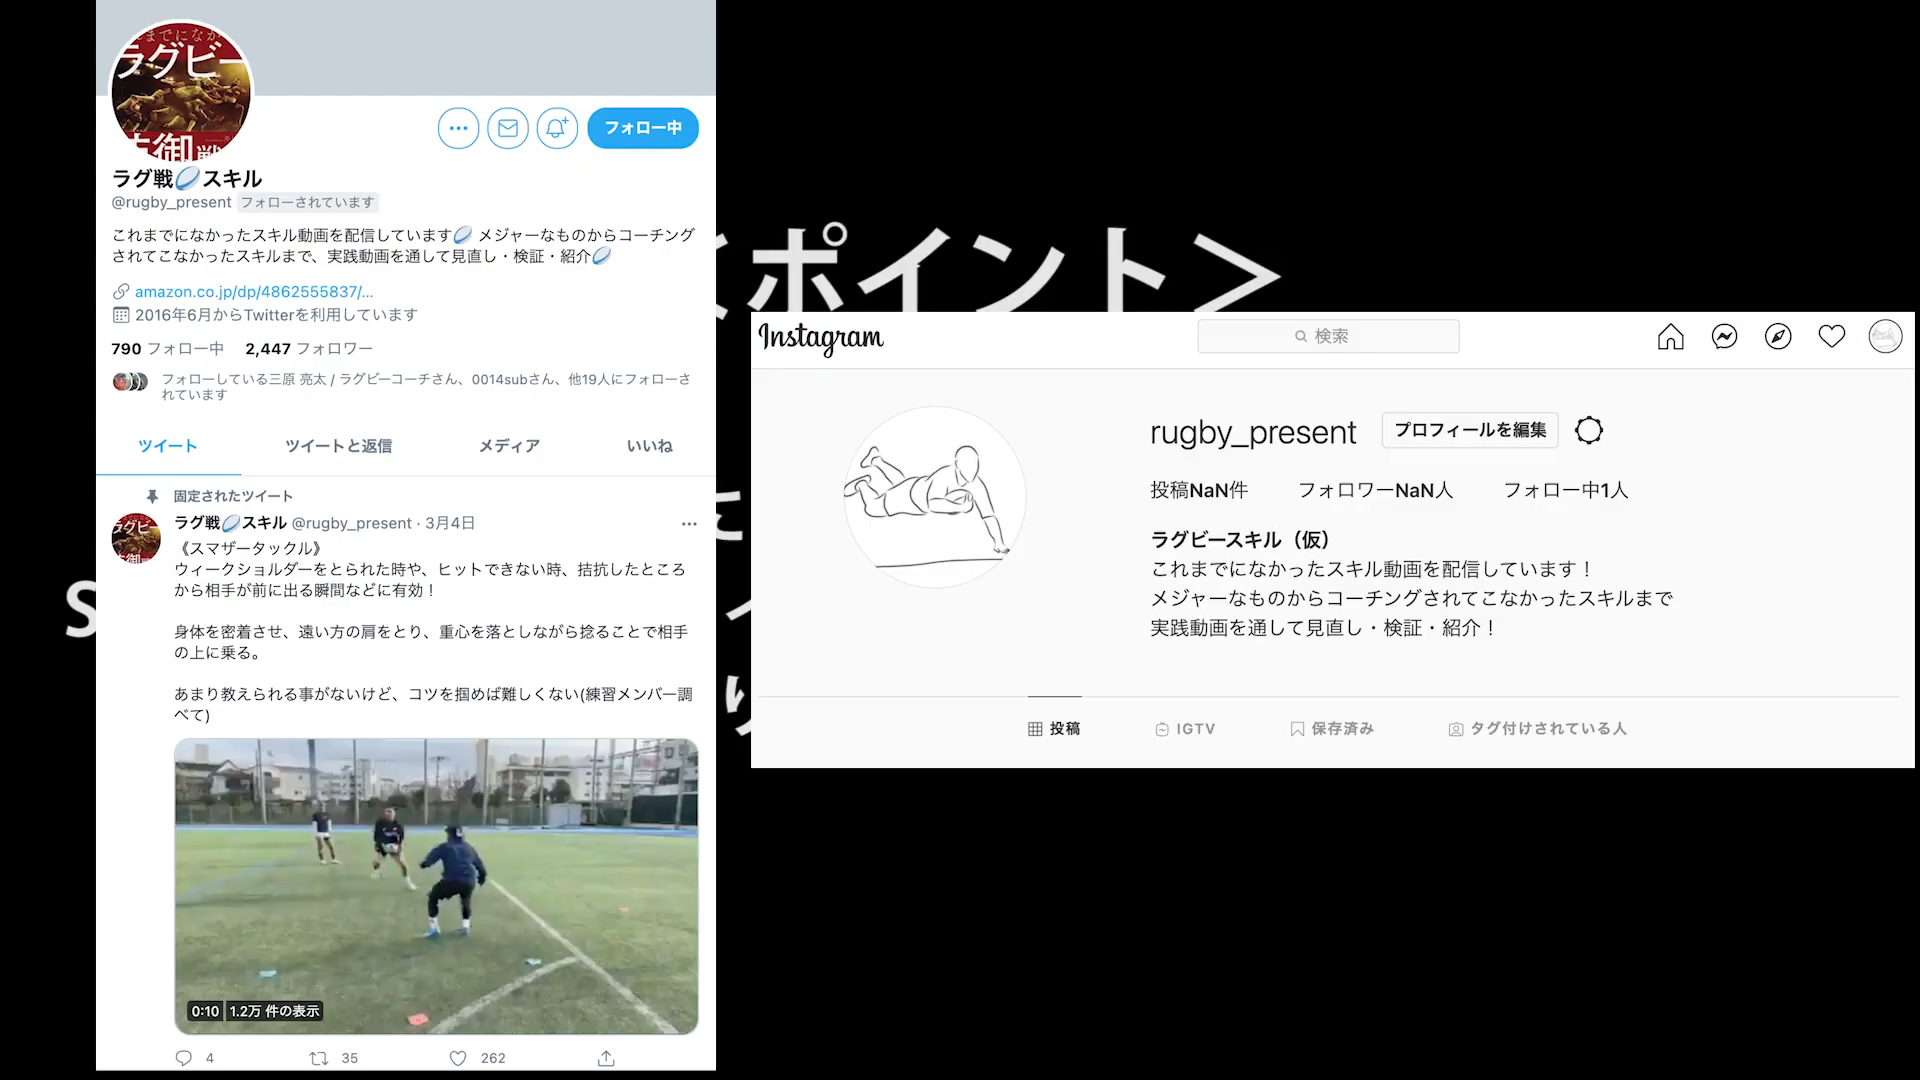 これまでになか
ラグビー
防御戦
フォロー中
ラグ戦🏉スキル
@rugby_present フォローされています
これまでになかったスキル動画を配信しています🏉 メジャーなものからコーチング
されてこなかったスキルまで、実践動画を通して見直し・検証・紹介🏉
amazon.co.jp/dp/4862555837/...
2016年6月からTwitterを利用しています
790 フォロー中 2,447 フォロワー
フォローしている三原 亮太 / ラグビーコーチさん、0014subさん、他19人にフォローさ
れています
ツイート ツイートと返信 メディア いいね
固定されたツイート
ラグ戦🏉スキル @rugby_present · 3月4日
《スマザータックル》
ウィークショルダーをとられた時や、ヒットできない時、拮抗したところ
から相手が前に出る瞬間などに有効！
身体を密着させ、遠い方の肩をとり、重心を落としながら捻ることで相手
の上に乗る。
あまり教えられる事がないけど、コツを掴めば難しくない(練習メンバー調
べて)
0:10 1.2万 件の表示
4 35 262
<ポイント>
Instagram
検索
rugby_present プロフィールを編集
投稿NaN件 フォロワーNaN人 フォロー中1人
ラグビースキル（仮）
これまでになかったスキル動画を配信しています！
メジャーなものからコーチングされてこなかったスキルまで
実践動画を通して見直し・検証・紹介！
投稿 IGTV 保存済み タグ付けされている人